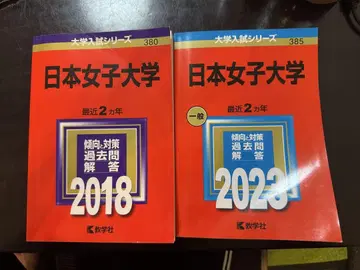 大学入試シリーズ
380
日本女子大学
最近2ヵ年
傾向と対策
過去問
解答
2018
教学社
大学入試シリーズ
385
日本女子大学
一般
最近2ヵ年
傾向と対策
過去問
解答
2023
教学社